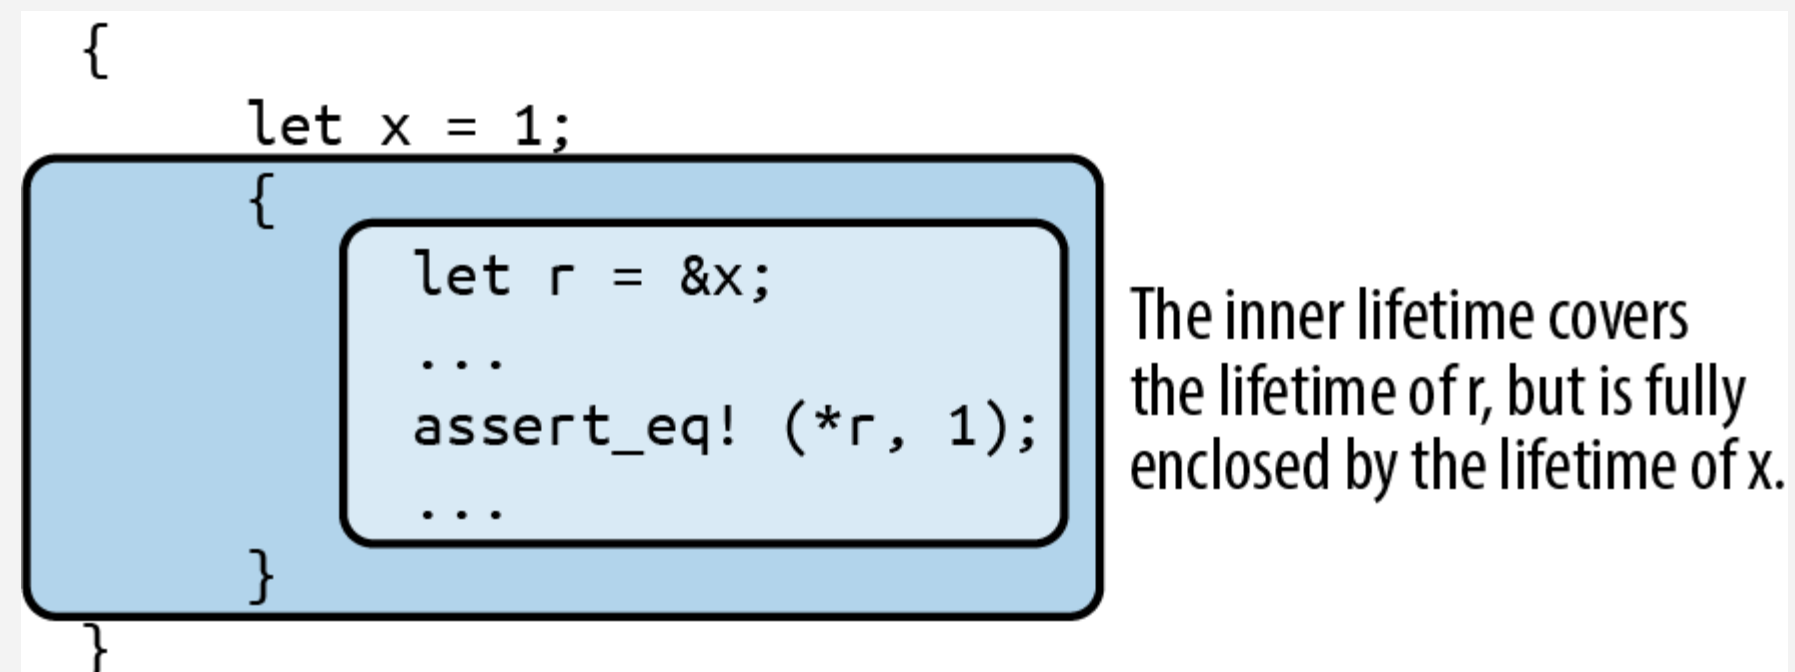 {
let x = 1;
{
let r = &x;
...
assert_eq! (*r, 1);
...
}
}
The inner lifetime covers
the lifetime of r, but is fully
enclosed by the lifetime of x.